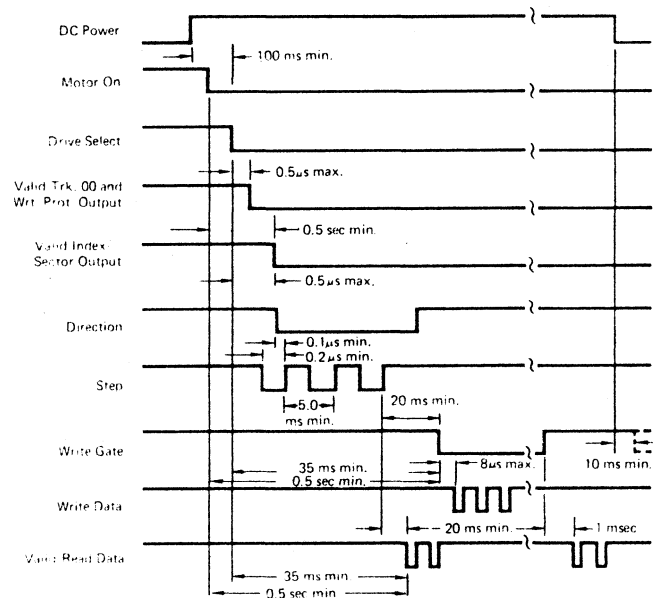 DC Power
100 ms min.
Motor On
Drive Select
0.5μs max.
Valid Trk. 00 and
Wrt. Prot. Output
0.5 sec min.
Valid Index
Sector Output
0.5μs max.
Direction
0.1μs min.
0.2μs min.
Step
5.0
ms min.
20 ms min.
Write Gate
8μs max.
10 ms min.
35 ms min.
0.5 sec min.
Write Data
20 ms min.
1 msec
Valid Read Data
35 ms min
0.5 sec min